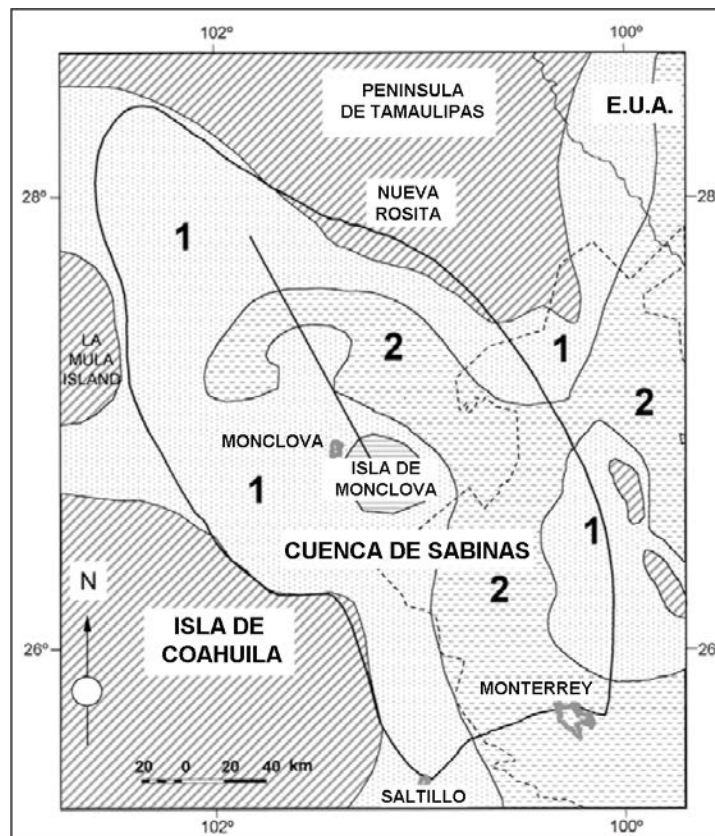 102º
100º
PENINSULA
DE TAMAULIPAS
E.U.A.
28º
28
NUEVA
ROSITA
1
2
1
LA
MULA
ISLAND
2
MONCLOVA
ISLA DE
MONCLOVA
1
1
CUENCA DE SABINAS
N
2
ISLA DE
COAHUILA
26º
26
MONTERREY
20 0 20 40 km
SALTILLO
102º
100º